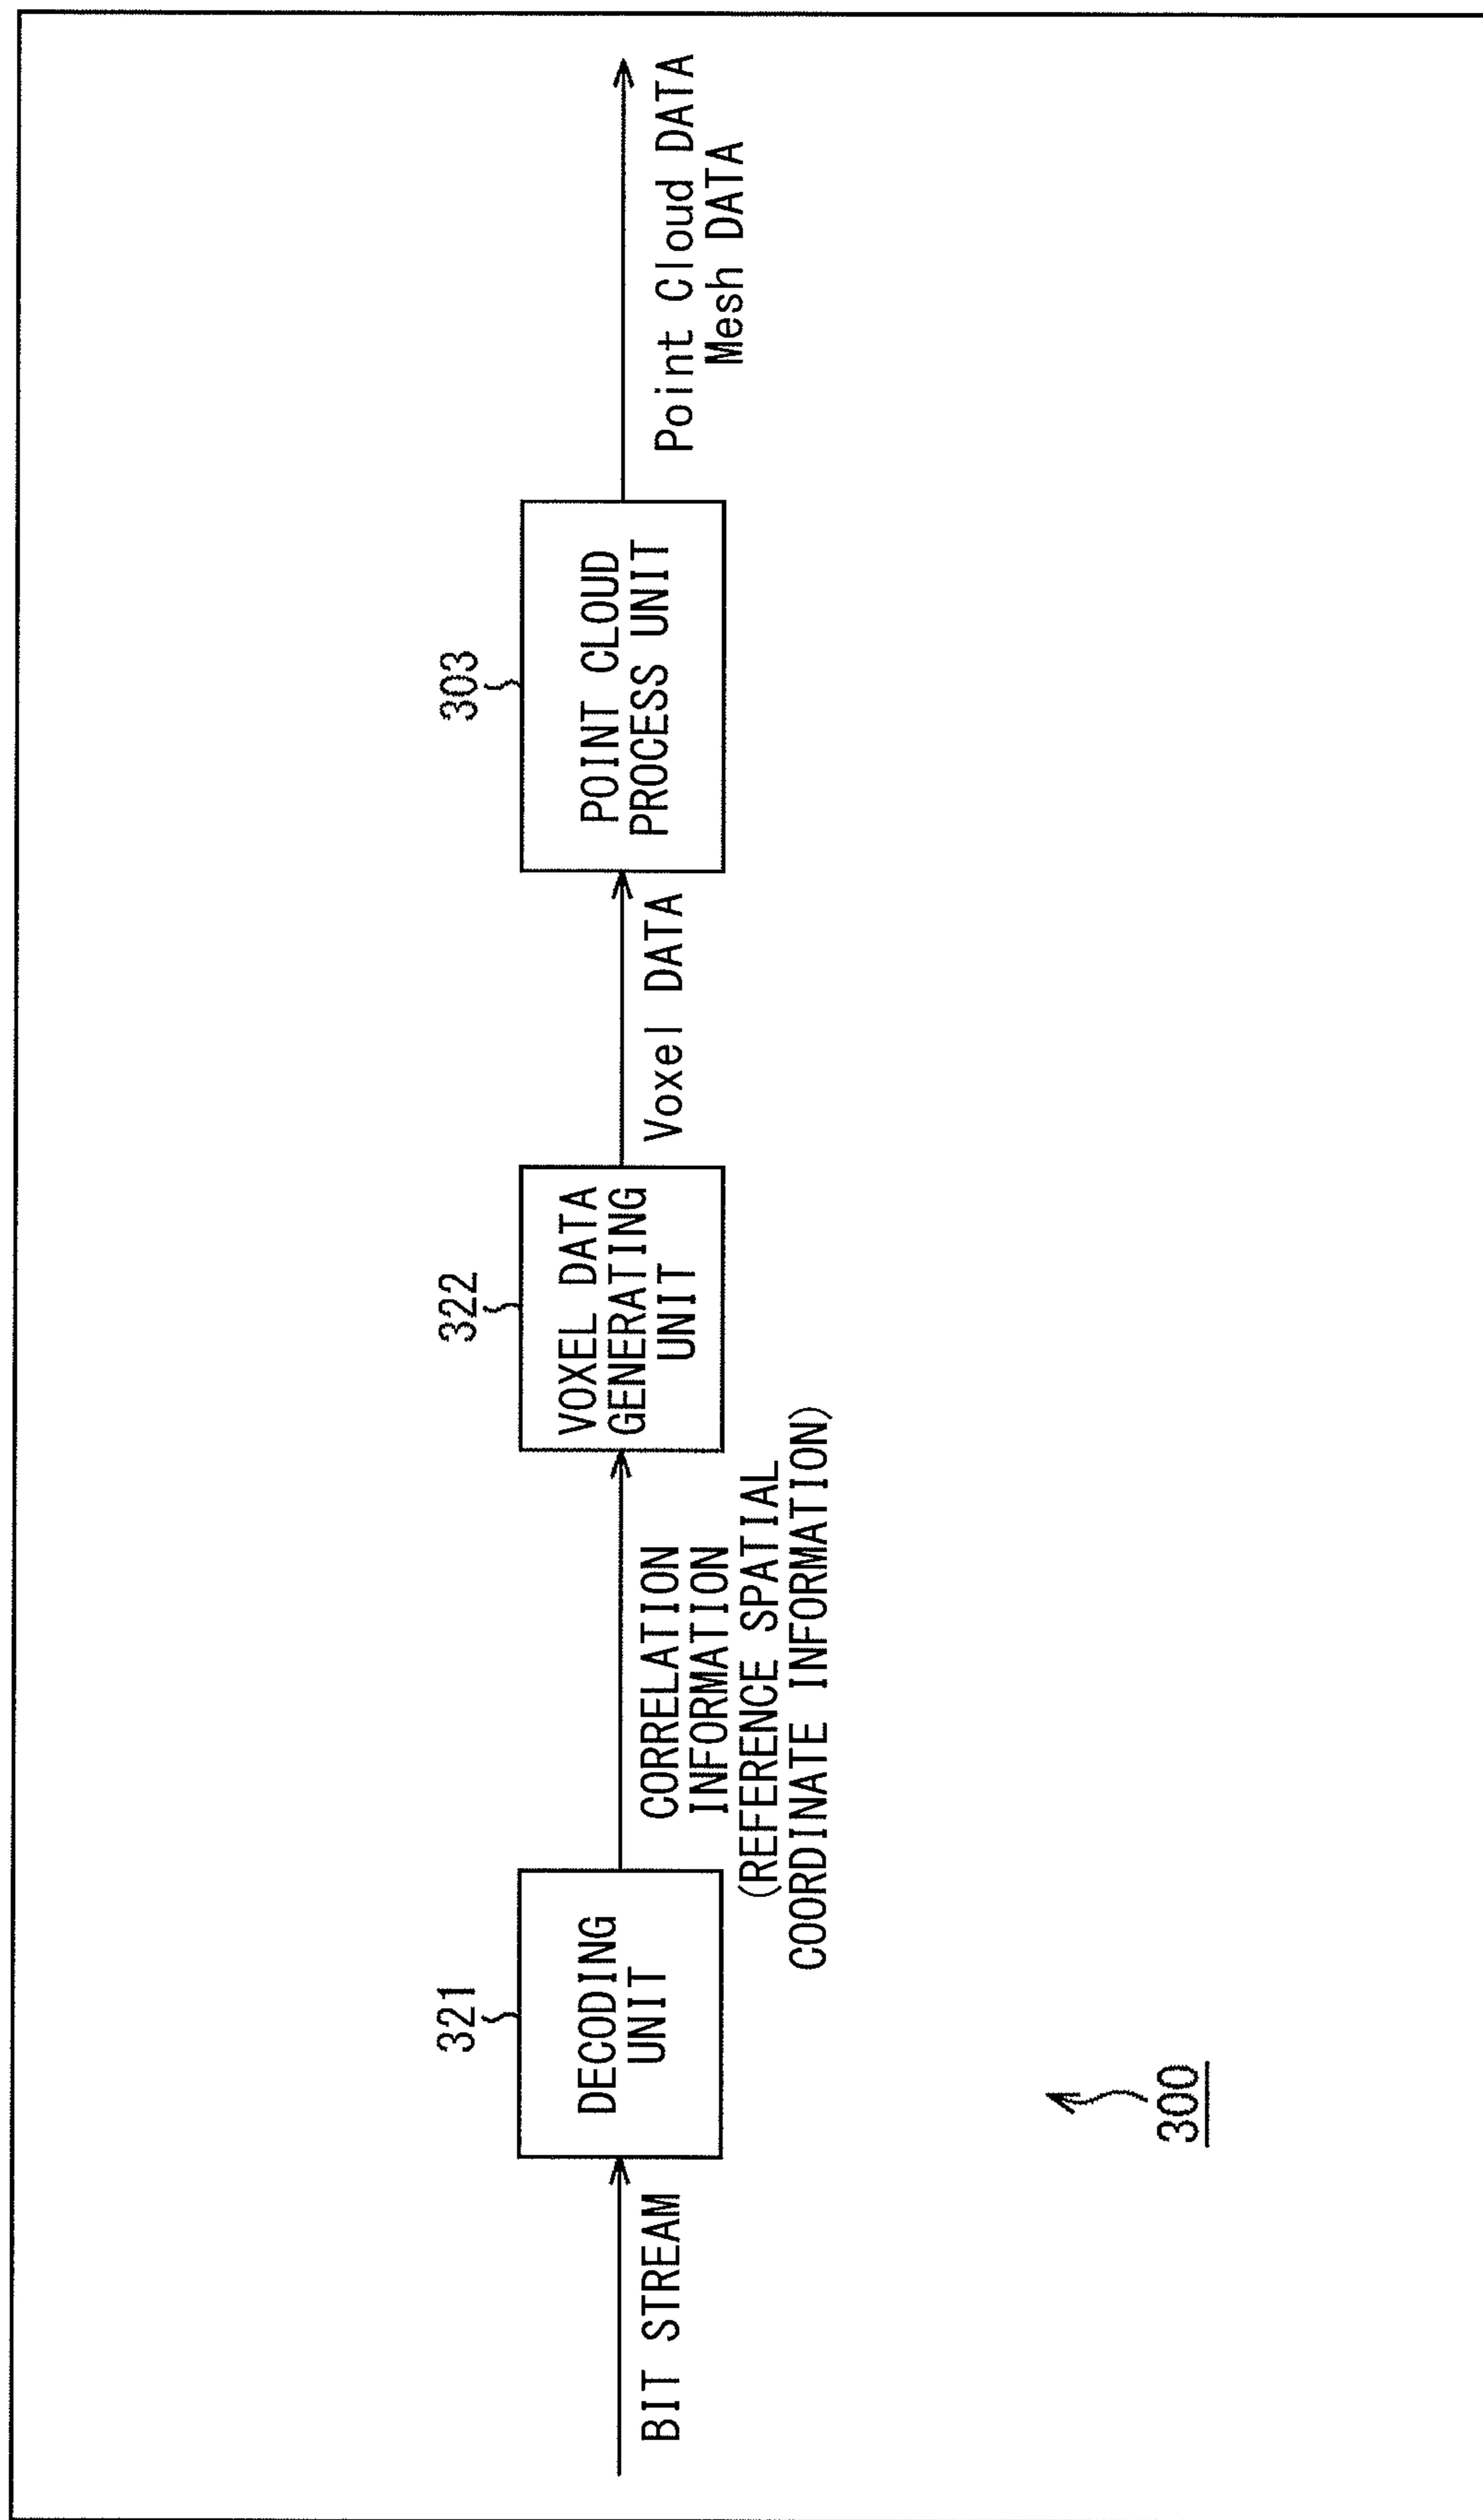 BIT STREAM
321
DECODING
UNIT
CORRELATION
INFORMATION
(REFERENCE SPATIAL
COORDINATE INFORMATION)
322
VOXEL DATA
GENERATING
UNIT
Voxel DATA
303
POINT CLOUD
PROCESS UNIT
Point Cloud DATA
Mesh DATA
300